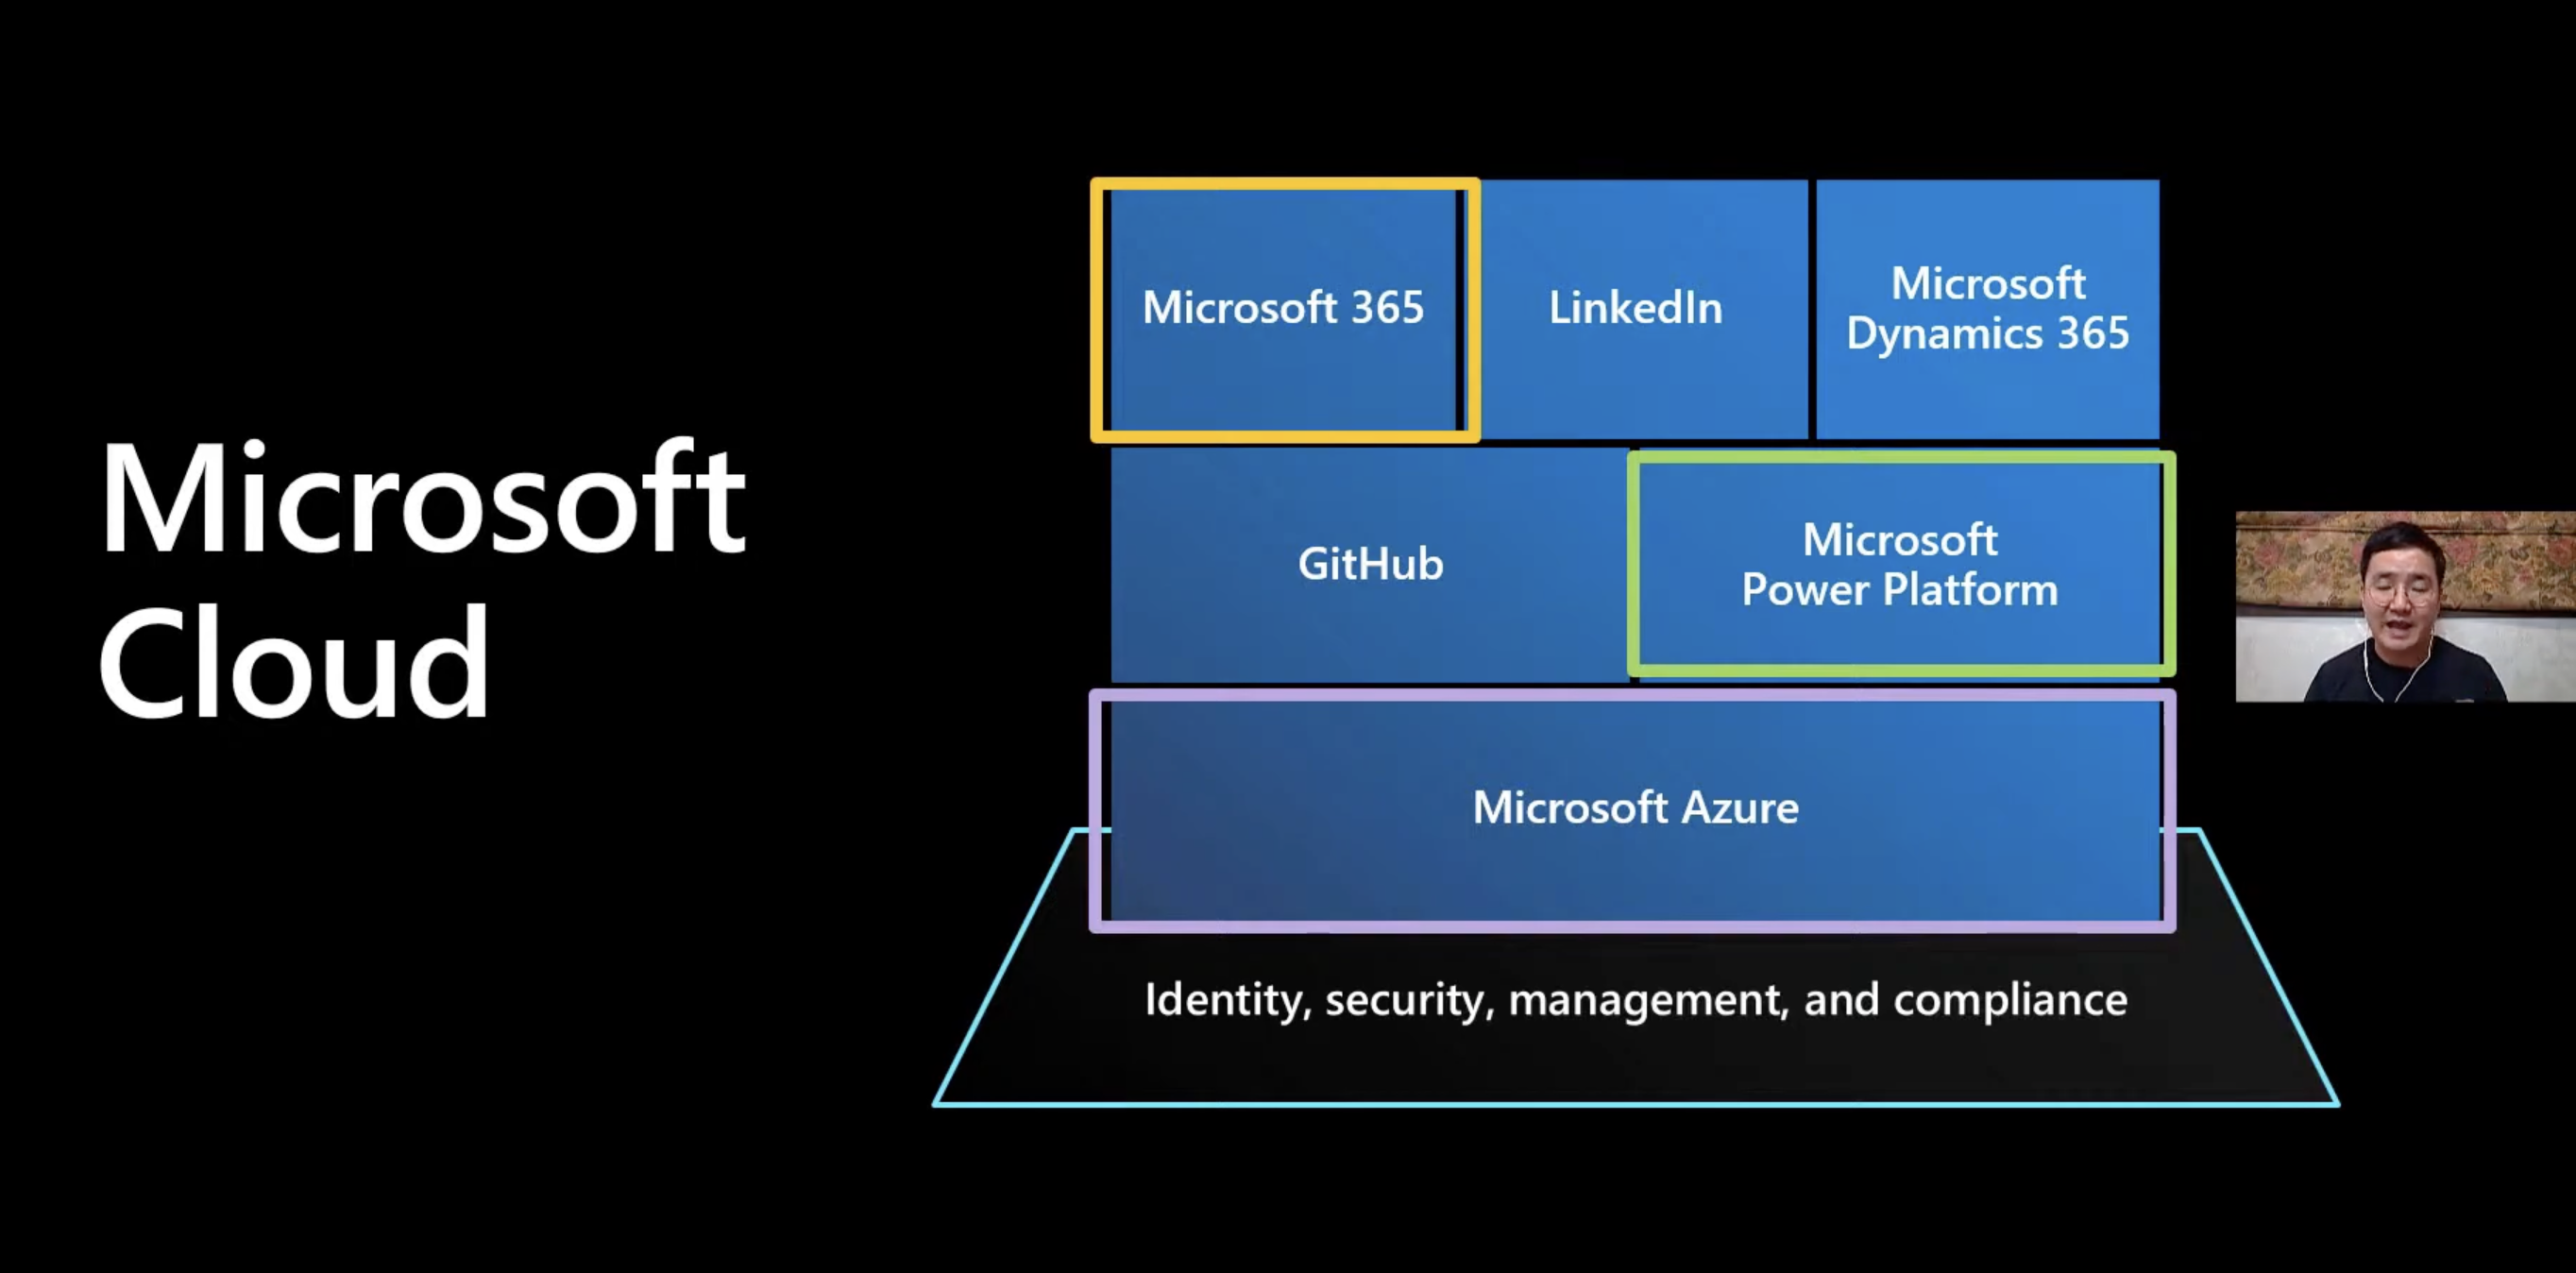 Microsoft
Cloud
Microsoft 365
LinkedIn
Microsoft
Dynamics 365
GitHub
Microsoft
Power Platform
Microsoft Azure
Identity, security, management, and compliance